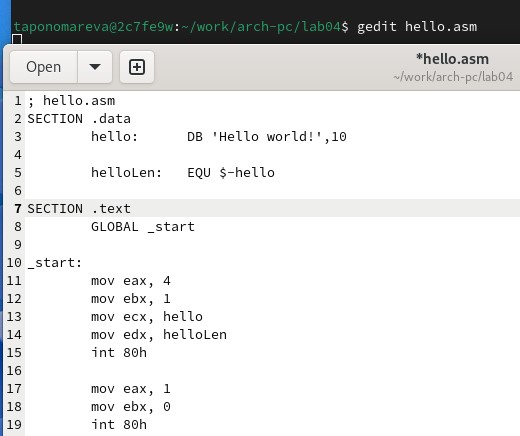 taponomareva@2c7fe9w:~/work/arch-pc/lab04$ gedit hello.asm
Open
*hello.asm
~/work/arch-pc/lab04
1 ; hello.asm
2 SECTION .data
3         hello:      DB 'Hello world!',10
4
5         helloLen:   EQU $-hello
6
7 SECTION .text
8         GLOBAL _start
9
10 _start:
11         mov eax, 4
12         mov ebx, 1
13         mov ecx, hello
14         mov edx, helloLen
15         int 80h
16
17         mov eax, 1
18         mov ebx, 0
19         int 80h